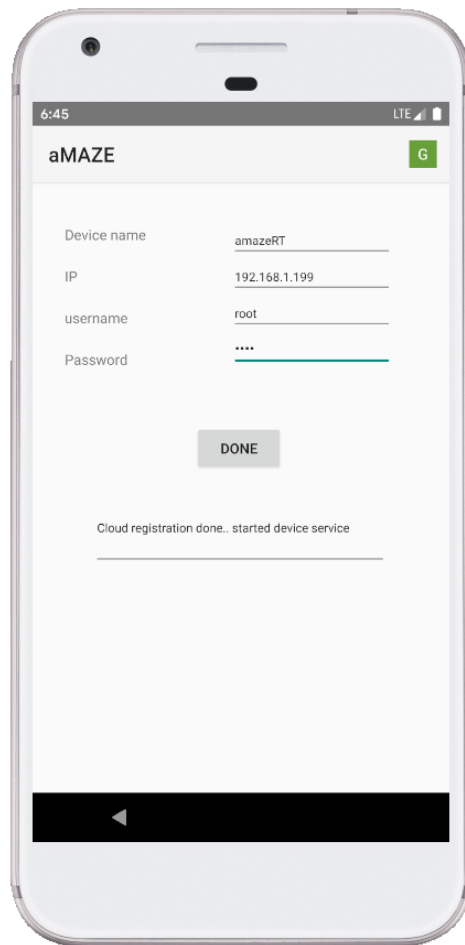 6:45 LTE
aMAZE G
Device name amazeRT
IP 192.168.1.199
username root
Password ••••
DONE
Cloud registration done.. started device service